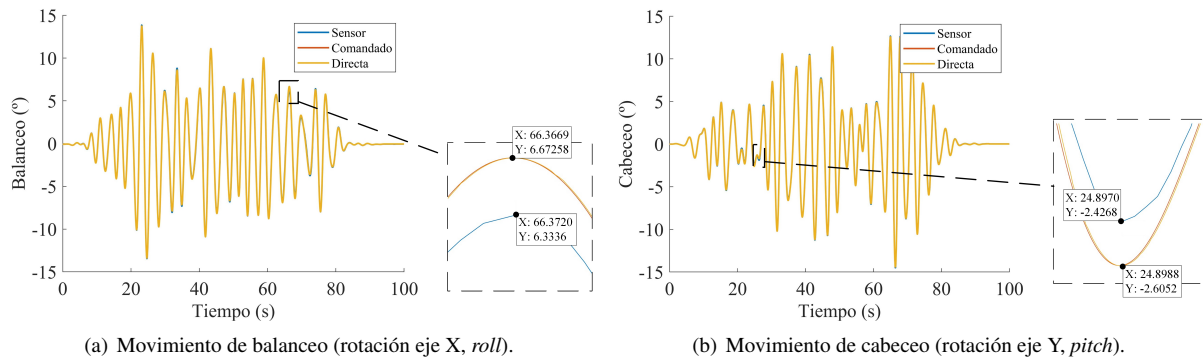 15
10
5
0
-5
-10
-15
Balanceo (º)
0
20
40
60
80
100
Tiempo (s)
Sensor
Comandado
Directa
X: 66.3669
Y: 6.67258
X: 66.3720
Y: 6.3336
(a) Movimiento de balanceo (rotación eje X, roll).
15
10
5
0
-5
-10
-15
Cabeceo (º)
0
20
40
60
80
100
Tiempo (s)
Sensor
Comandado
Directa
X: 24.8970
Y: -2.4268
X: 24.8988
Y: -2.6052
(b) Movimiento de cabeceo (rotación eje Y, pitch).